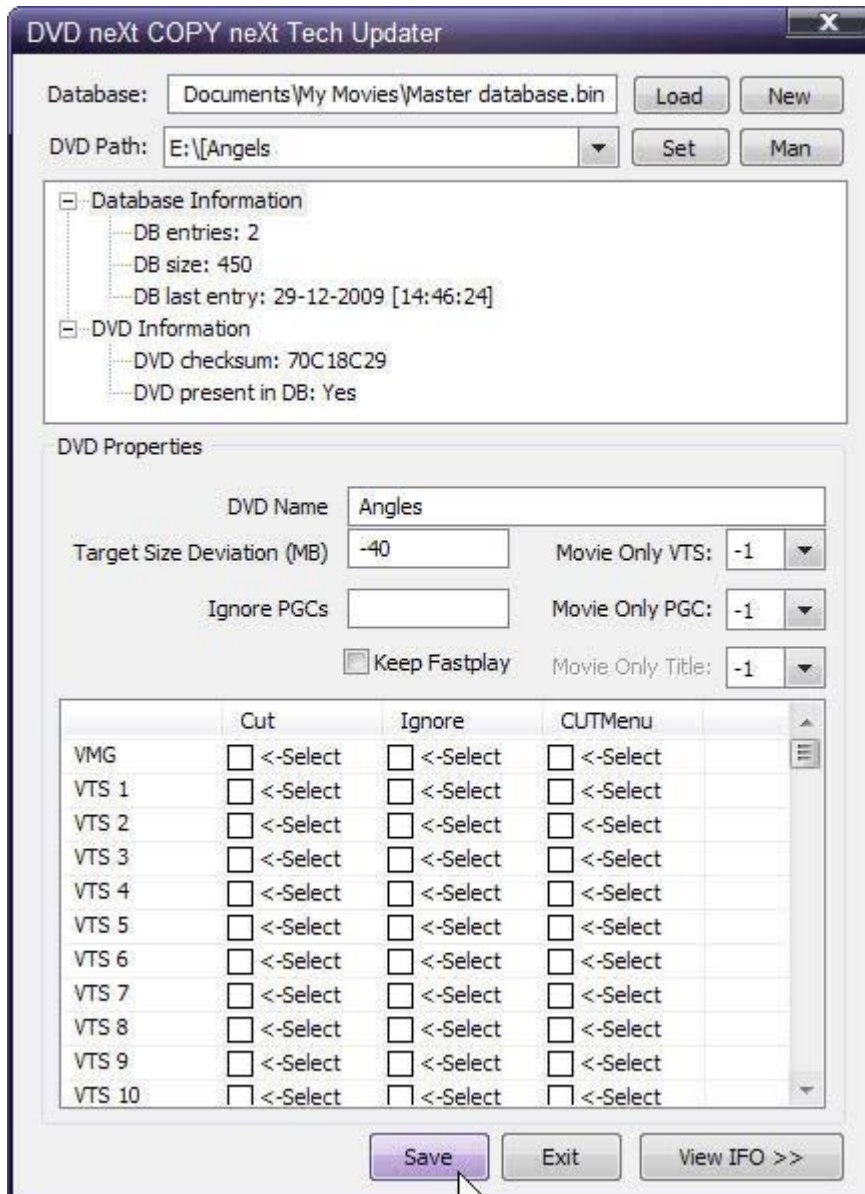 DVD neXt COPY neXt Tech Updater
X
Database: Documents\My Movies\Master database.bin Load New
DVD Path: E:\[Angels Set Man
Database Information
DB entries: 2
DB size: 450
DB last entry: 29-12-2009 [14:46:24]
DVD Information
DVD checksum: 70C18C29
DVD present in DB: Yes
DVD Properties
DVD Name Angles
Target Size Deviation (MB) -40 Movie Only VTS: -1
Ignore PGCs Movie Only PGC: -1
Keep Fastplay Movie Only Title: -1
Cut Ignore CUTMenu
VMG <-Select <-Select <-Select
VTS 1 <-Select <-Select <-Select
VTS 2 <-Select <-Select <-Select
VTS 3 <-Select <-Select <-Select
VTS 4 <-Select <-Select <-Select
VTS 5 <-Select <-Select <-Select
VTS 6 <-Select <-Select <-Select
VTS 7 <-Select <-Select <-Select
VTS 8 <-Select <-Select <-Select
VTS 9 <-Select <-Select <-Select
VTS 10 <-Select <-Select <-Select
Save Exit View IFO >>